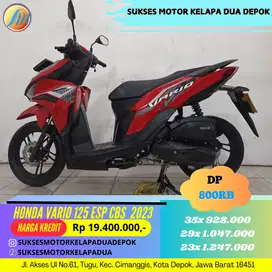 SUKSES MOTOR KELAPA DUA DEPOK
VARIO
DP
800RB
HONDA VARIO 125 ESP CBS 2023
HARGA KREDIT
Rp 19.400.000,-
35x 928.000
29x 1.047.000
23x 1.247.000
SUKSESMOTORKELAPADUADEPOK
SUKSESMOTORKELAPADUA
Jl. Akses UI No.61, Tugu, Kec. Cimanggis, Kota Depok, Jawa Barat 16451